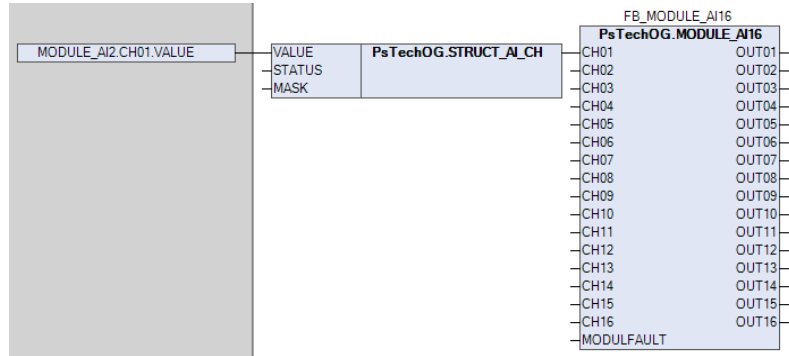 FB_MODULE_AI16
MODULE_AI2.CH01.VALUE
VALUE PsTechOG.STRUCT_AI_CH
STATUS
MASK
PsTechOG.MODULE_AI16
CH01 OUT01
CH02 OUT02
CH03 OUT03
CH04 OUT04
CH05 OUT05
CH06 OUT06
CH07 OUT07
CH08 OUT08
CH09 OUT09
CH10 OUT10
CH11 OUT11
CH12 OUT12
CH13 OUT13
CH14 OUT14
CH15 OUT15
CH16 OUT16
MODULFAULT